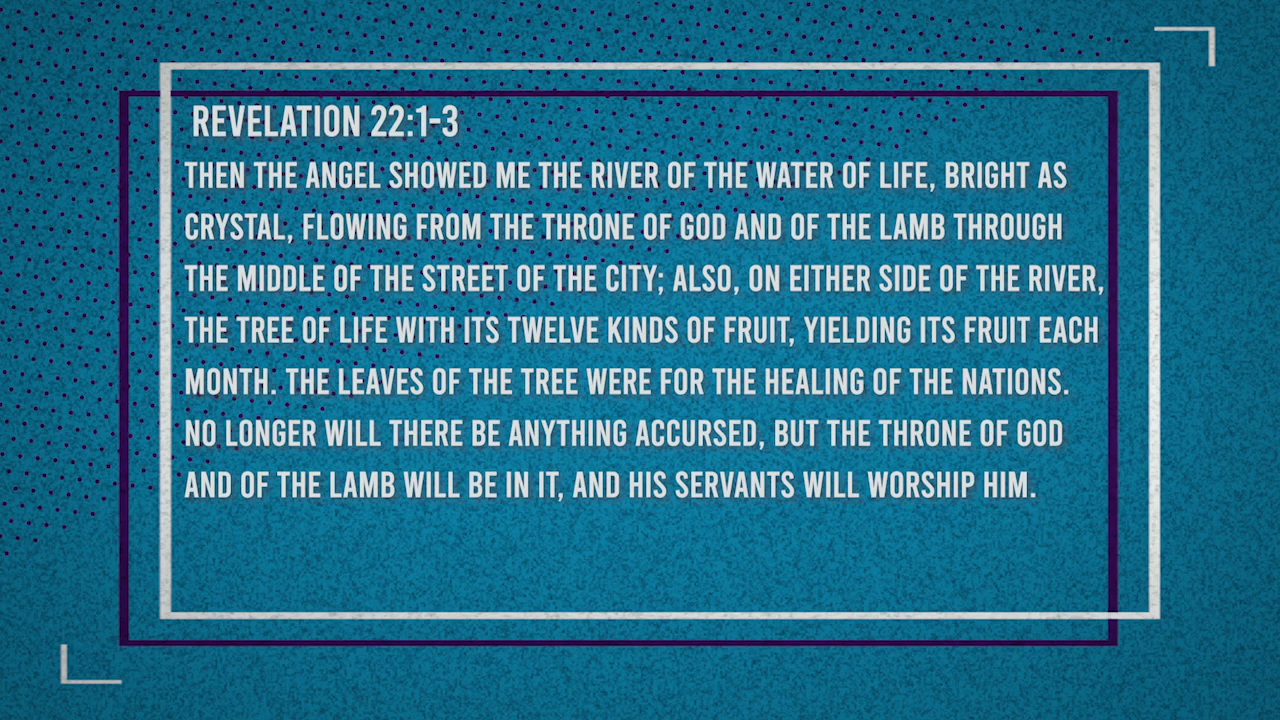 REVELATION 22:1-3
THEN THE ANGEL SHOWED ME THE RIVER OF THE WATER OF LIFE, BRIGHT AS
CRYSTAL, FLOWING FROM THE THRONE OF GOD AND OF THE LAMB THROUGH
THE MIDDLE OF THE STREET OF THE CITY; ALSO, ON EITHER SIDE OF THE RIVER,
THE TREE OF LIFE WITH ITS TWELVE KINDS OF FRUIT, YIELDING ITS FRUIT EACH
MONTH. THE LEAVES OF THE TREE WERE FOR THE HEALING OF THE NATIONS.
NO LONGER WILL THERE BE ANYTHING ACCURSED, BUT THE THRONE OF GOD
AND OF THE LAMB WILL BE IN IT, AND HIS SERVANTS WILL WORSHIP HIM.